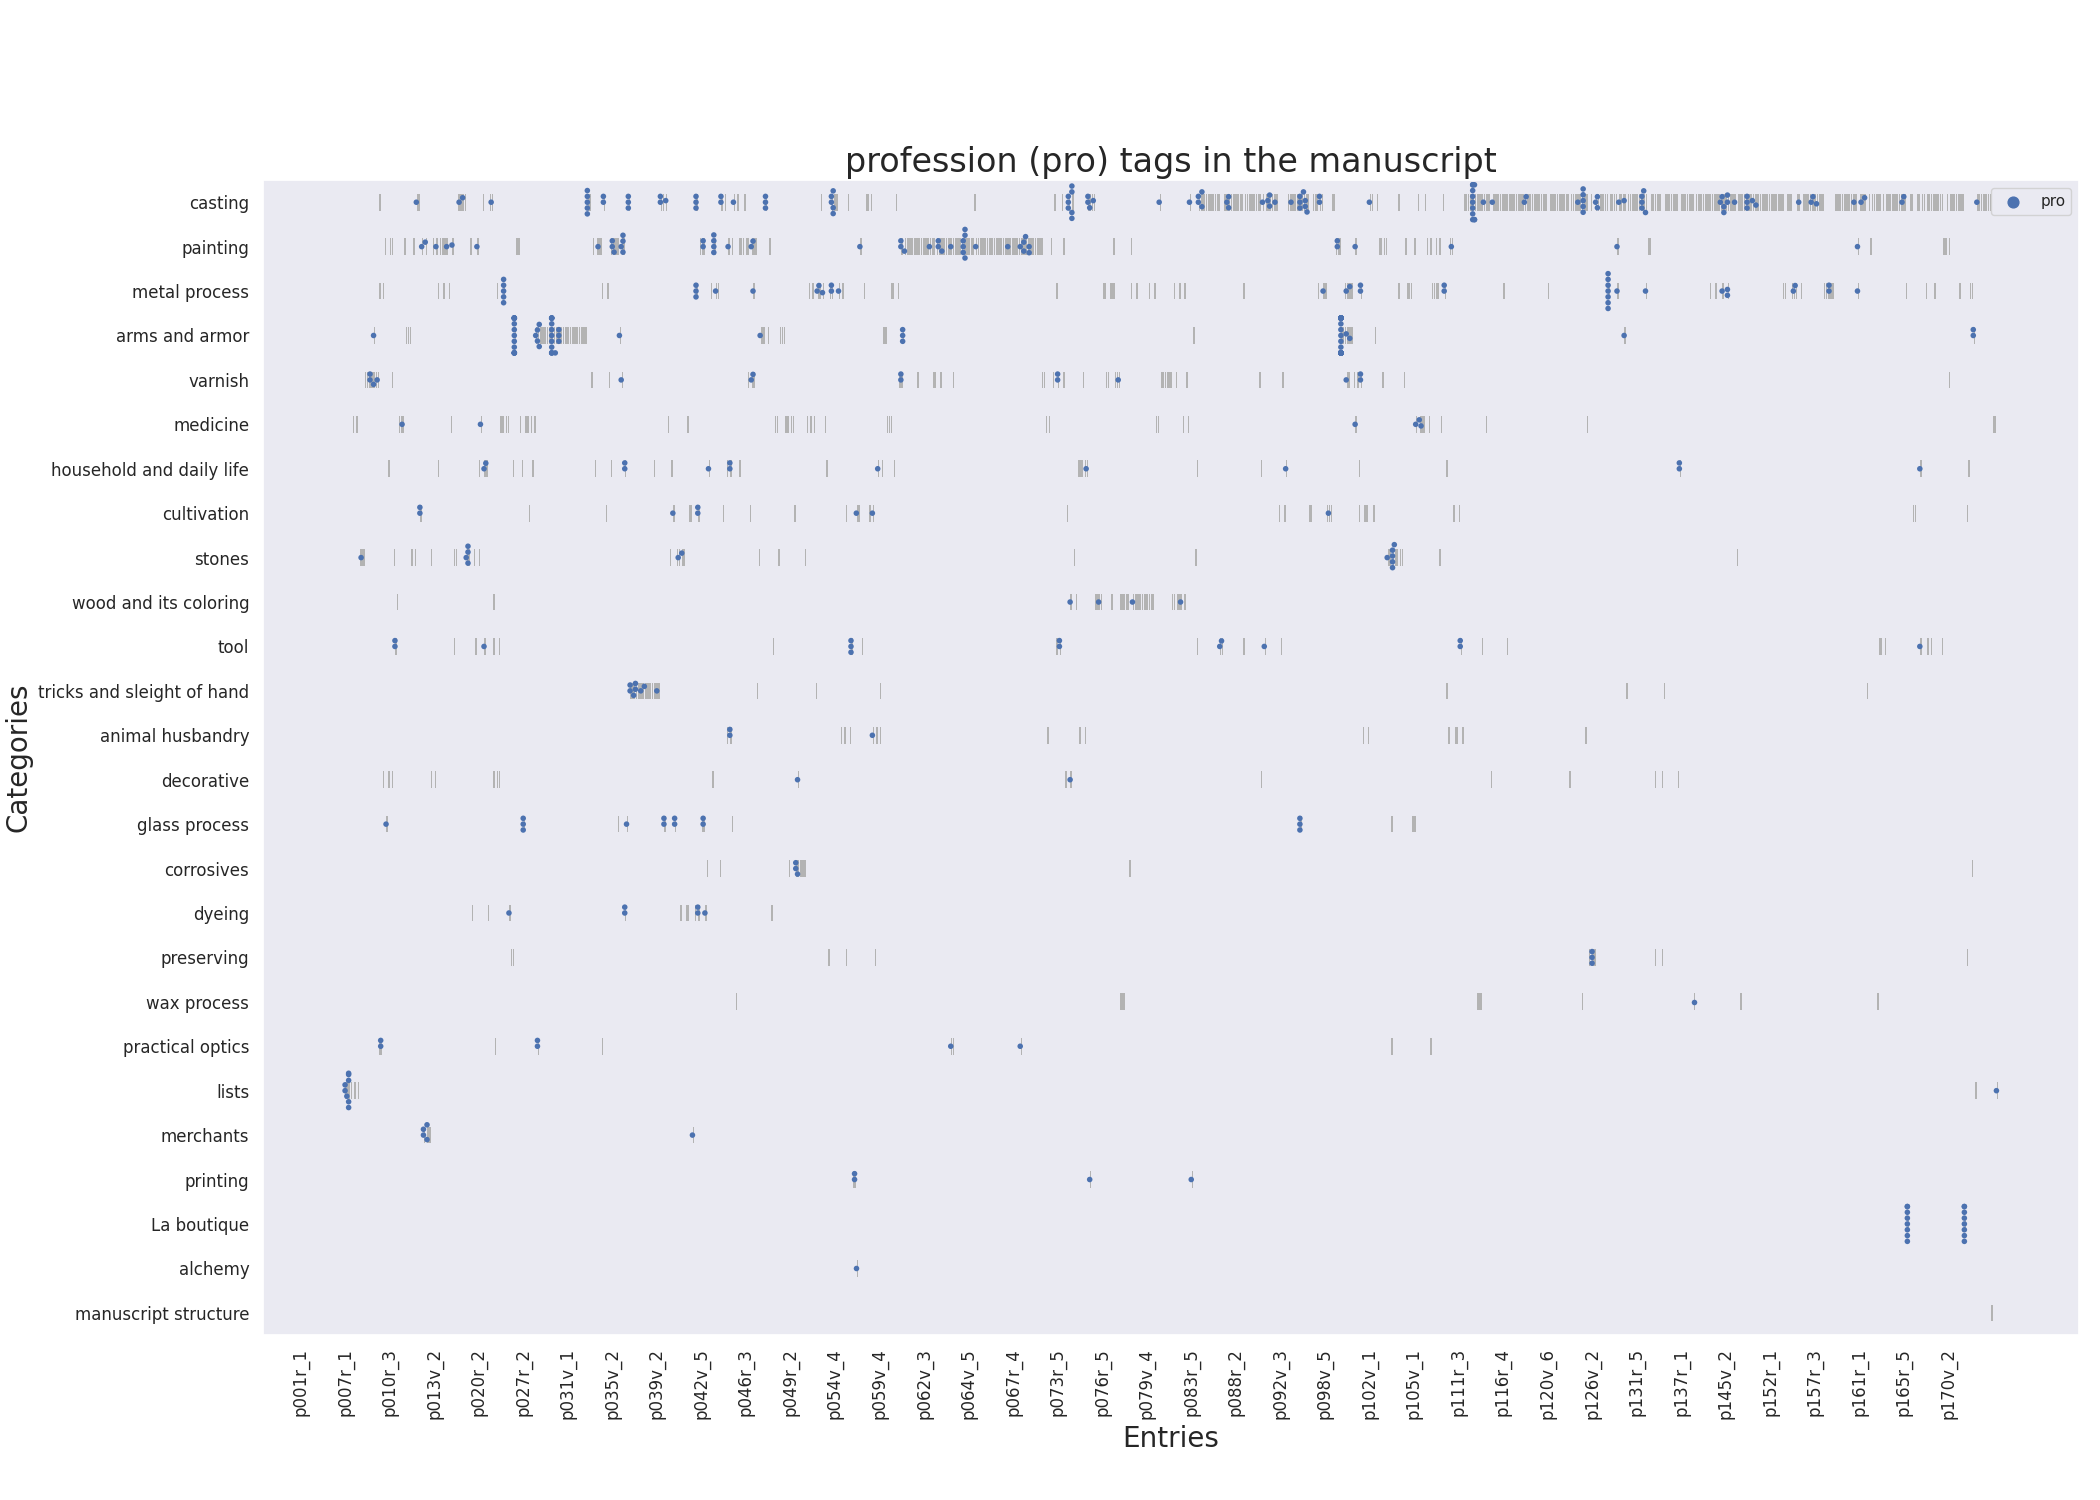 profession (pro) tags in the manuscript
pro
Categories
casting
painting
metal process
arms and armor
varnish
medicine
household and daily life
cultivation
stones
wood and its coloring
tool
tricks and sleight of hand
animal husbandry
decorative
glass process
corrosives
dyeing
preserving
wax process
practical optics
lists
merchants
printing
La boutique
alchemy
manuscript structure
p001r_1
p007r_1
p010r_3
p013v_2
p020r_2
p027r_2
p031v_1
p035v_2
p039v_2
p042v_5
p046r_3
p049r_2
p054v_4
p059v_4
p062v_3
p064v_5
p067r_4
p073r_5
p076r_5
p079v_4
p083r_5
p088r_2
p092v_3
p098v_5
p102v_1
p105v_1
p111r_3
p116r_4
p120v_6
p126v_2
p131r_5
p137r_1
p145v_2
p152r_1
p157r_3
p161r_1
p165r_5
p170v_2
Entries